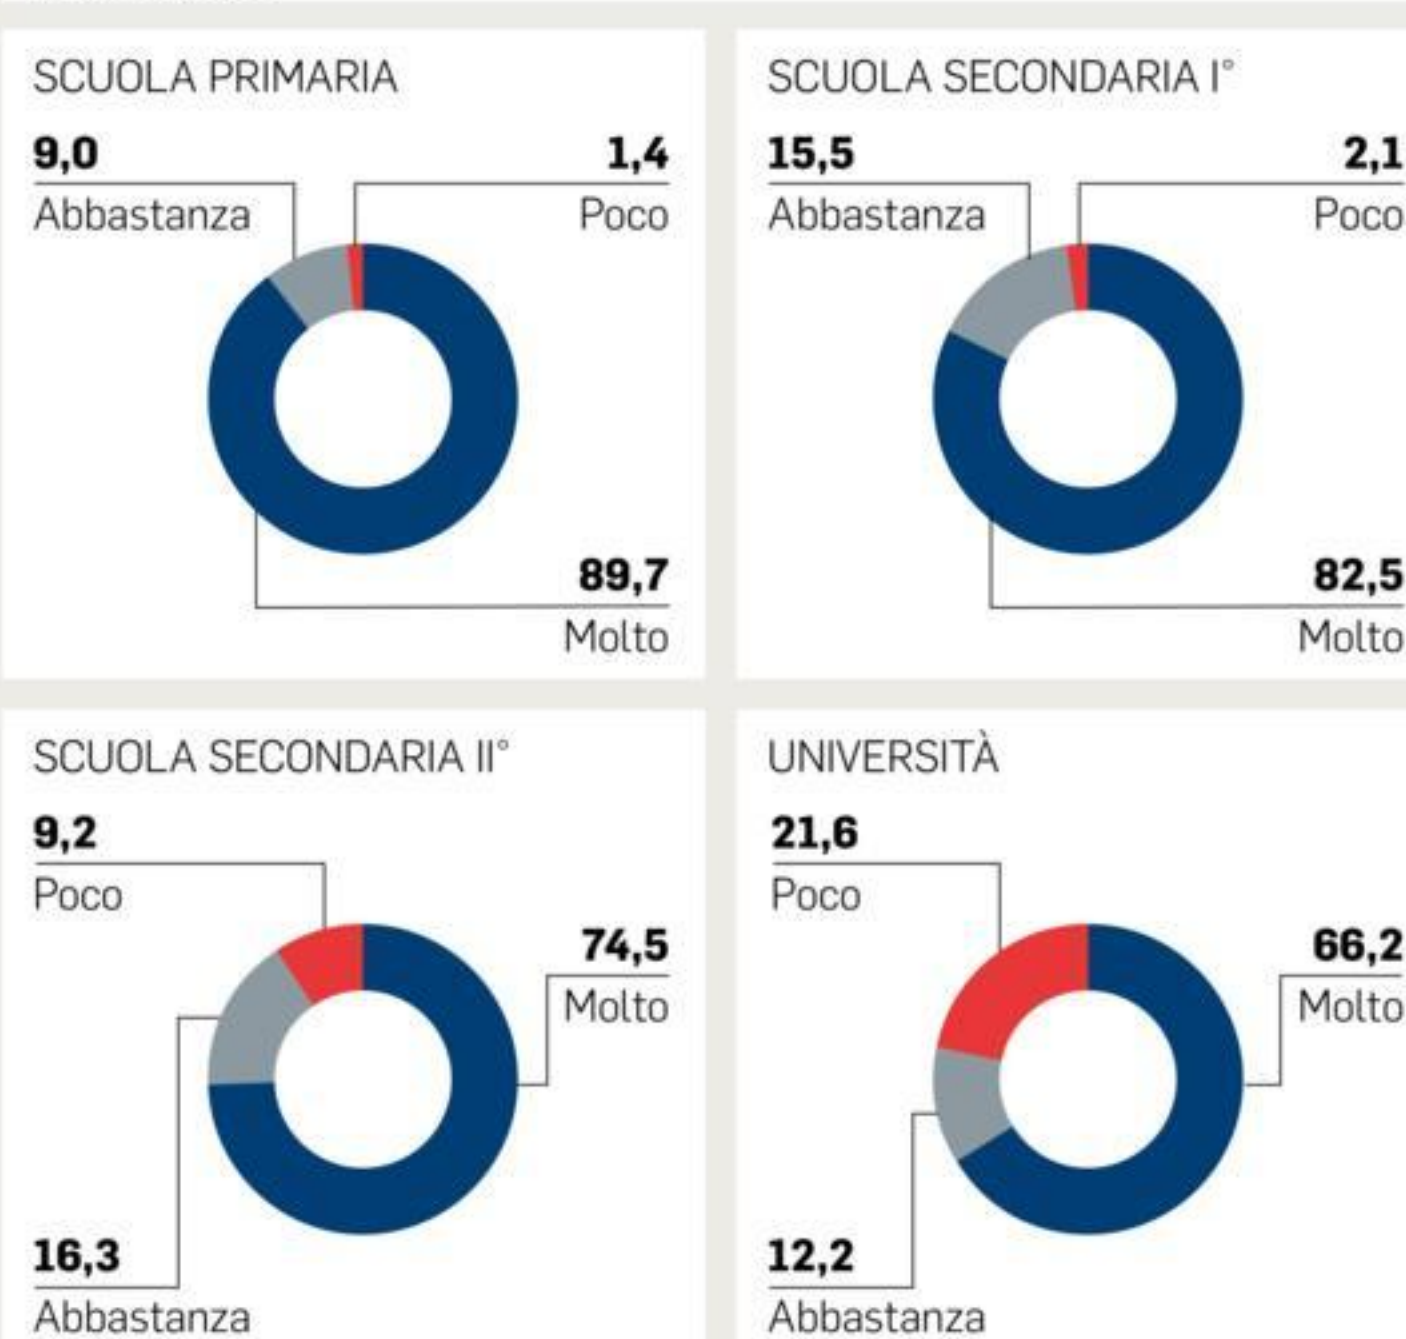 SCUOLA PRIMARIA
9,0
Abbastanza
1,4
Poco
89,7
Molto
SCUOLA SECONDARIA I°
15,5
Abbastanza
2,1
Poco
82,5
Molto
SCUOLA SECONDARIA II°
9,2
Poco
74,5
Molto
16,3
Abbastanza
UNIVERSITÀ
21,6
Poco
66,2
Molto
12,2
Abbastanza